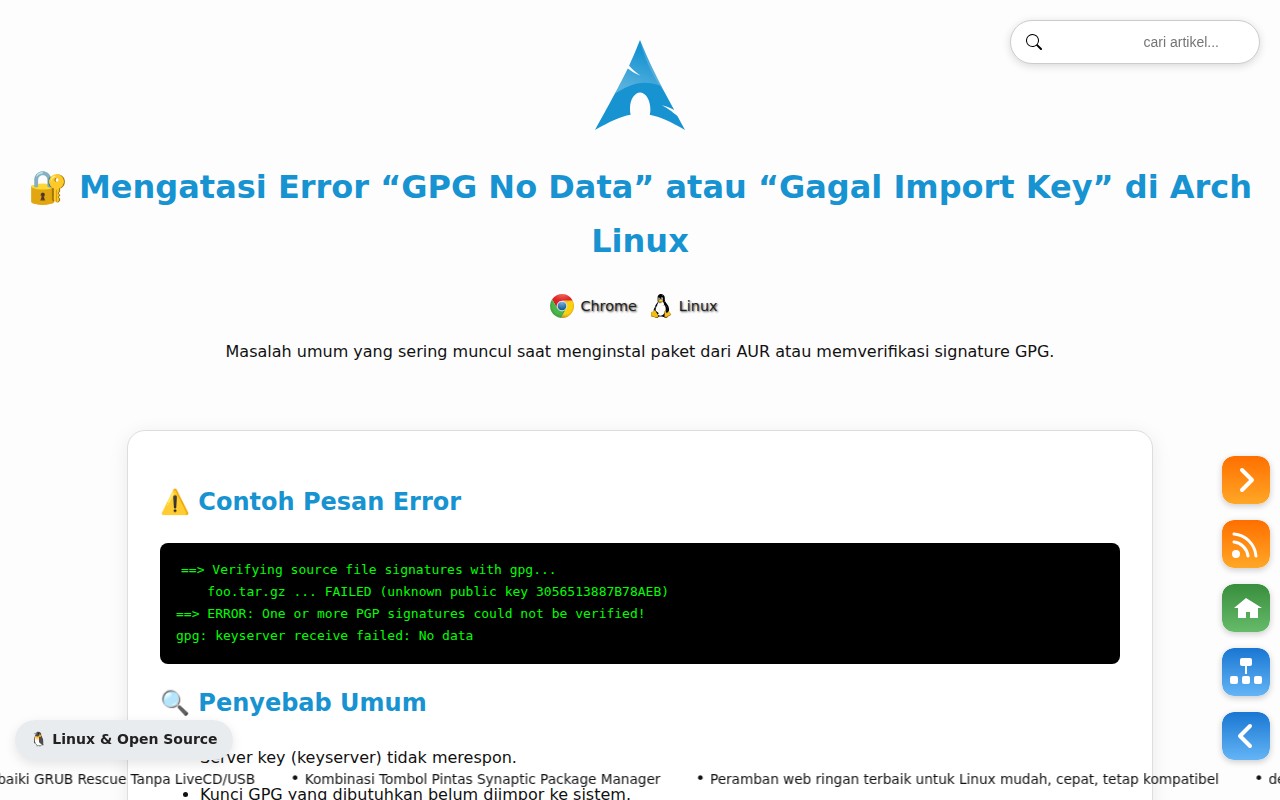 cari artikel...
🔐 Mengatasi Error “GPG No Data” atau “Gagal Import Key” di Arch
Linux
Chrome Linux
Masalah umum yang sering muncul saat menginstal paket dari AUR atau memverifikasi signature GPG.
⚠️ Contoh Pesan Error
==> Verifying source file signatures with gpg...
foo.tar.gz ... FAILED (unknown public key 3056513887B78AEB)
==> ERROR: One or more PGP signatures could not be verified!
gpg: keyserver receive failed: No data
🔍 Penyebab Umum
🐧 Linux & Open Source
Server key (keyserver) tidak merespon.
baiki GRUB Rescue Tanpa LiveCD/USB • Kombinasi Tombol Pintas Synaptic Package Manager • Peramban web ringan terbaik untuk Linux mudah, cepat, tetap kompatibel • de
• Kunci GPG yang dibutuhkan belum diimpor ke sistem.